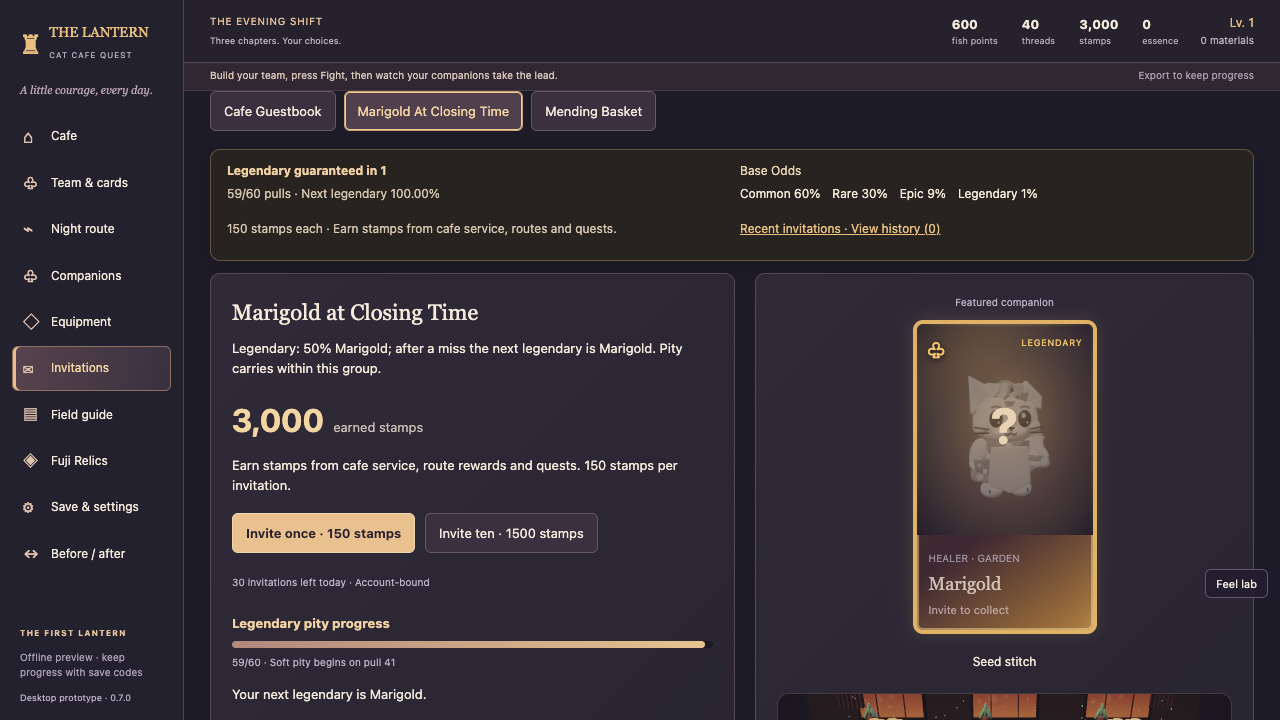 THE LANTERN
CAT CAFE QUEST
A little courage, every day.
Cafe
Team & cards
Night route
Companions
Equipment
Invitations
Field guide
Fuji Relics
Save & settings
Before / after
THE FIRST LANTERN
Offline preview · keep
progress with save codes
Desktop prototype · 0.7.0
THE EVENING SHIFT
Three chapters. Your choices.
600
fish points
40
threads
3,000
stamps
0
essence
Lv. 1
0 materials
Build your team, press Fight, then watch your companions take the lead.
Export to keep progress
Cafe Guestbook
Marigold At Closing Time
Mending Basket
Legendary guaranteed in 1
59/60 pulls · Next legendary 100.00%
150 stamps each · Earn stamps from cafe service, routes and quests.
Base Odds
Common 60% Rare 30% Epic 9% Legendary 1%
Recent invitations · View history (0)
Marigold at Closing Time
Legendary: 50% Marigold; after a miss the next legendary is Marigold. Pity
carries within this group.
3,000 earned stamps
Earn stamps from cafe service, route rewards and quests. 150 stamps per
invitation.
Invite once · 150 stamps
Invite ten · 1500 stamps
30 invitations left today · Account-bound
Legendary pity progress
59/60 · Soft pity begins on pull 41
Your next legendary is Marigold.
Featured companion
LEGENDARY
?
HEALER · GARDEN
Marigold
Invite to collect
Seed stitch
Feel lab